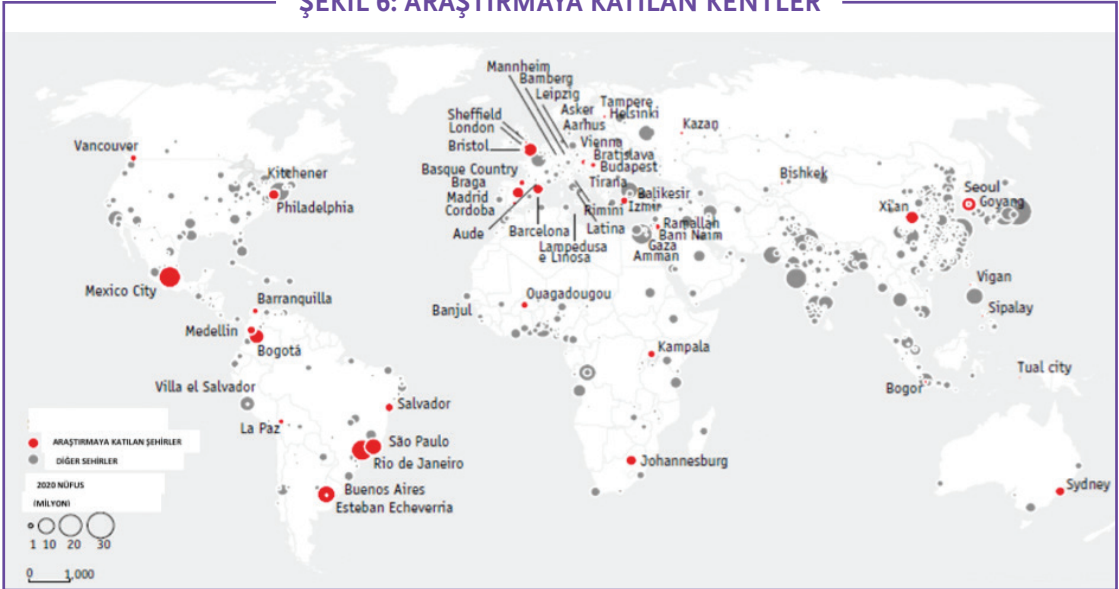 ŞEKİL 6: ARAŞTIRMAYA KATILAN KENTLER
Mannheim
Bamberg
Leipzig
Asker
Aarhus
Tampere
Helsinki
Sheffield
London
Bristol
Vienna
Bratislava
Budapest
Kazan
Vancouver
Kitchener
Philadelphia
Basque Country
Braga
Madrid
Cordoba
Aude
Barcelona
Lampedusa
e Linosa
Rimini
Latina
Tirana
Balikesir
Izmir
Ramallah
Bani Naim
Gaza
Amman
Bishkek
Xi'an
Seoul
Goyang
Mexico City
Barranquilla
Medellin
Bogotá
Banjul
Ouagadougou
Kampala
Vigan
Sipalay
Tual city
Bogor
Villa el Salvador
La Paz
Salvador
São Paulo
Rio de Janeiro
Buenos Aires
Esteban Echeverria
Johannesburg
Sydney
ARAŞTIRMAYA KATILAN ŞEHİRLER
DİĞER SEHİRLER
2020 NÜFUS
(MİLYON)
1 10 20 30
0 1,000